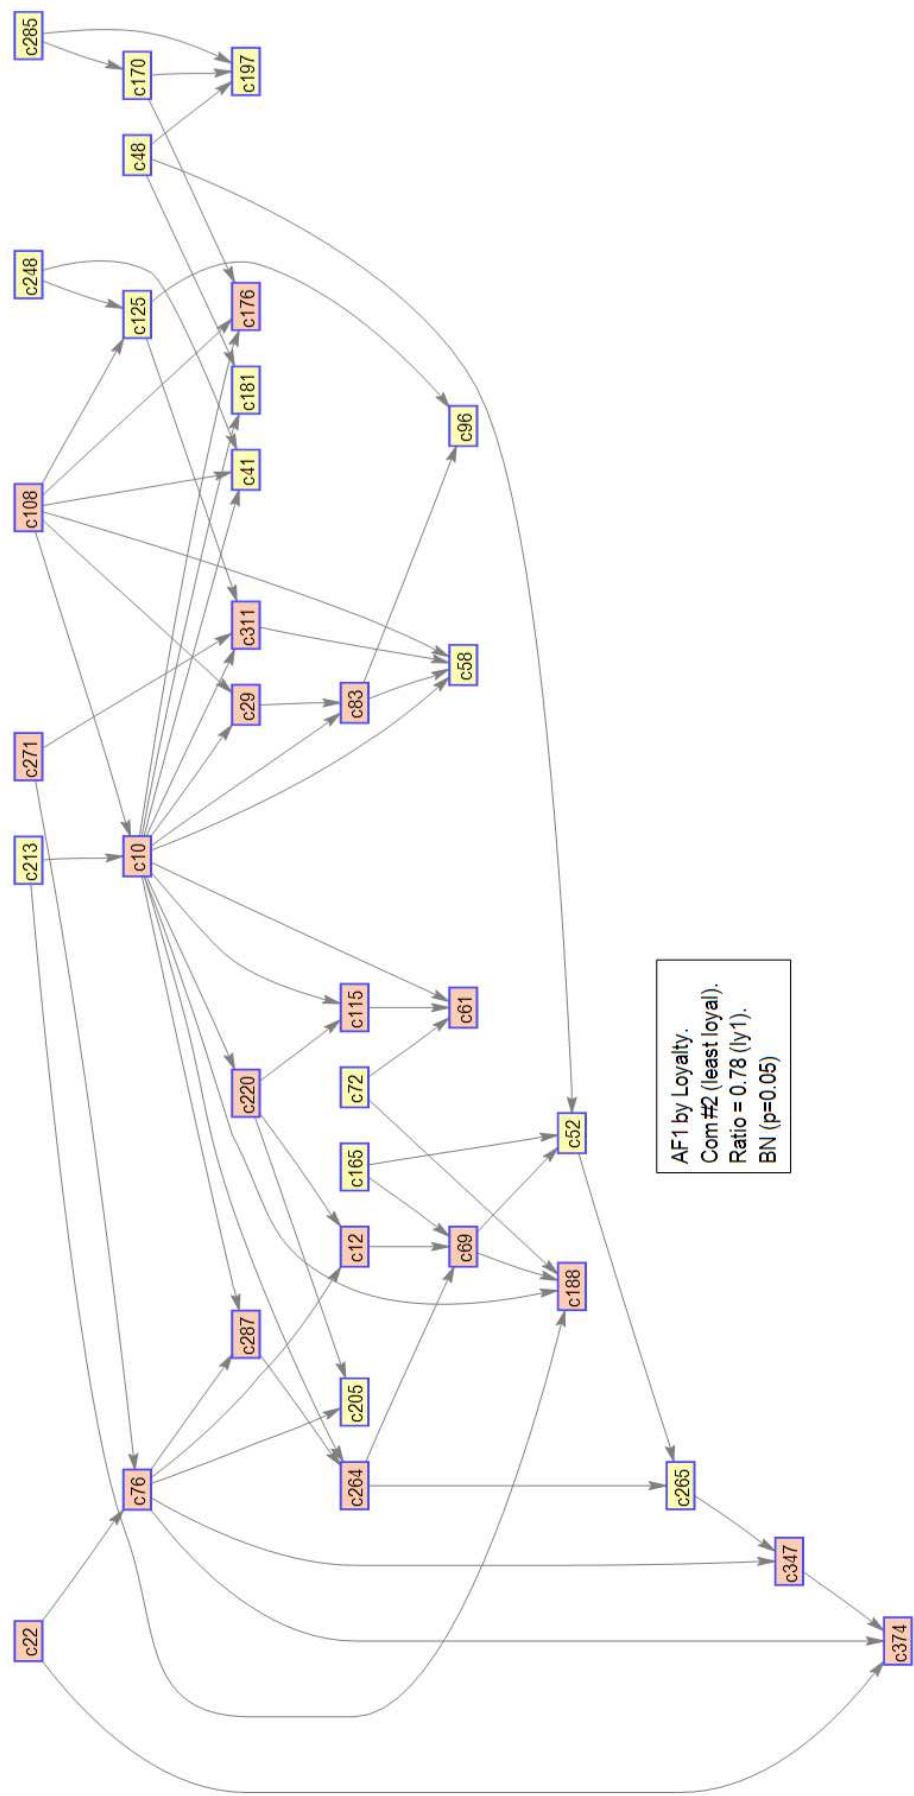 c285
c170
c197
c48
c248
c125
c176
c181
c41
c96
c108
c311
c29
c83
c58
c271
c213
c10
c115
c61
c220
c72
c165
c52
c12
c69
c188
c287
c205
c264
c76
c265
c347
c22
c374
AF1 by Loyalty.
Com #2 (least loyal).
Ratio = 0.78 (ly1).
BN (p=0.05)